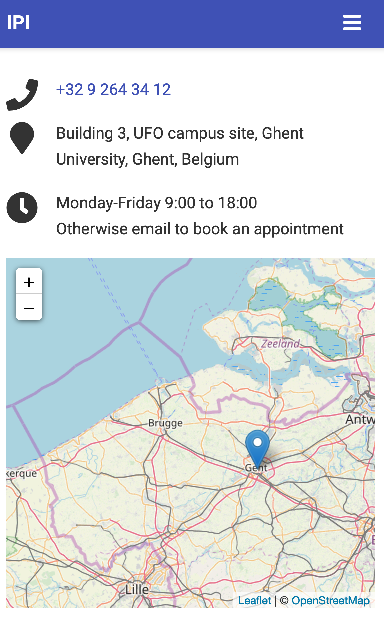 IPI
+32 9 264 34 12
Building 3, UFO campus site, Ghent
University, Ghent, Belgium
Monday-Friday 9:00 to 18:00
Otherwise email to book an appointment
+
−
Zeeland
Brugge
Antw
Gent
kerque
Lille
Leaflet | © OpenStreetMap